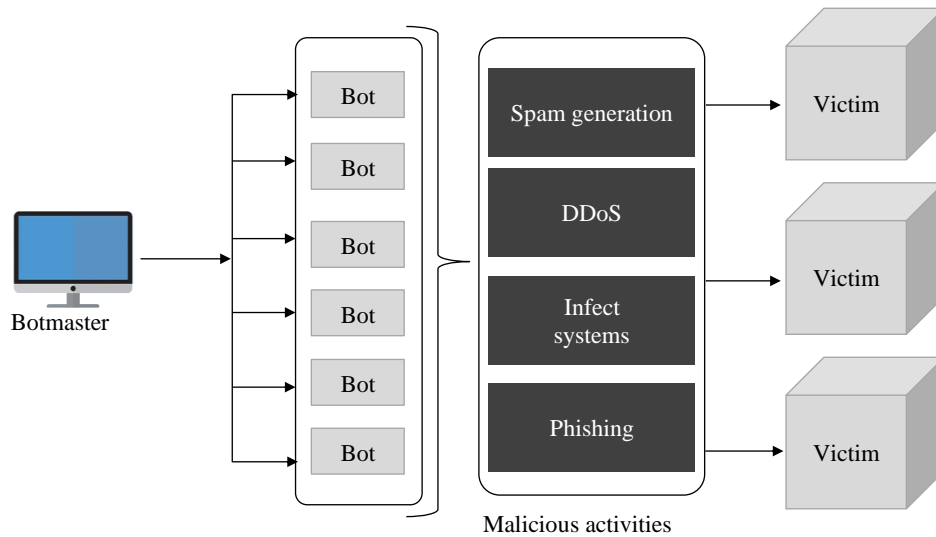 Botmaster
Bot
Bot
Bot
Bot
Bot
Bot
Spam generation
DDoS
Infect
systems
Phishing
Malicious activities
Victim
Victim
Victim